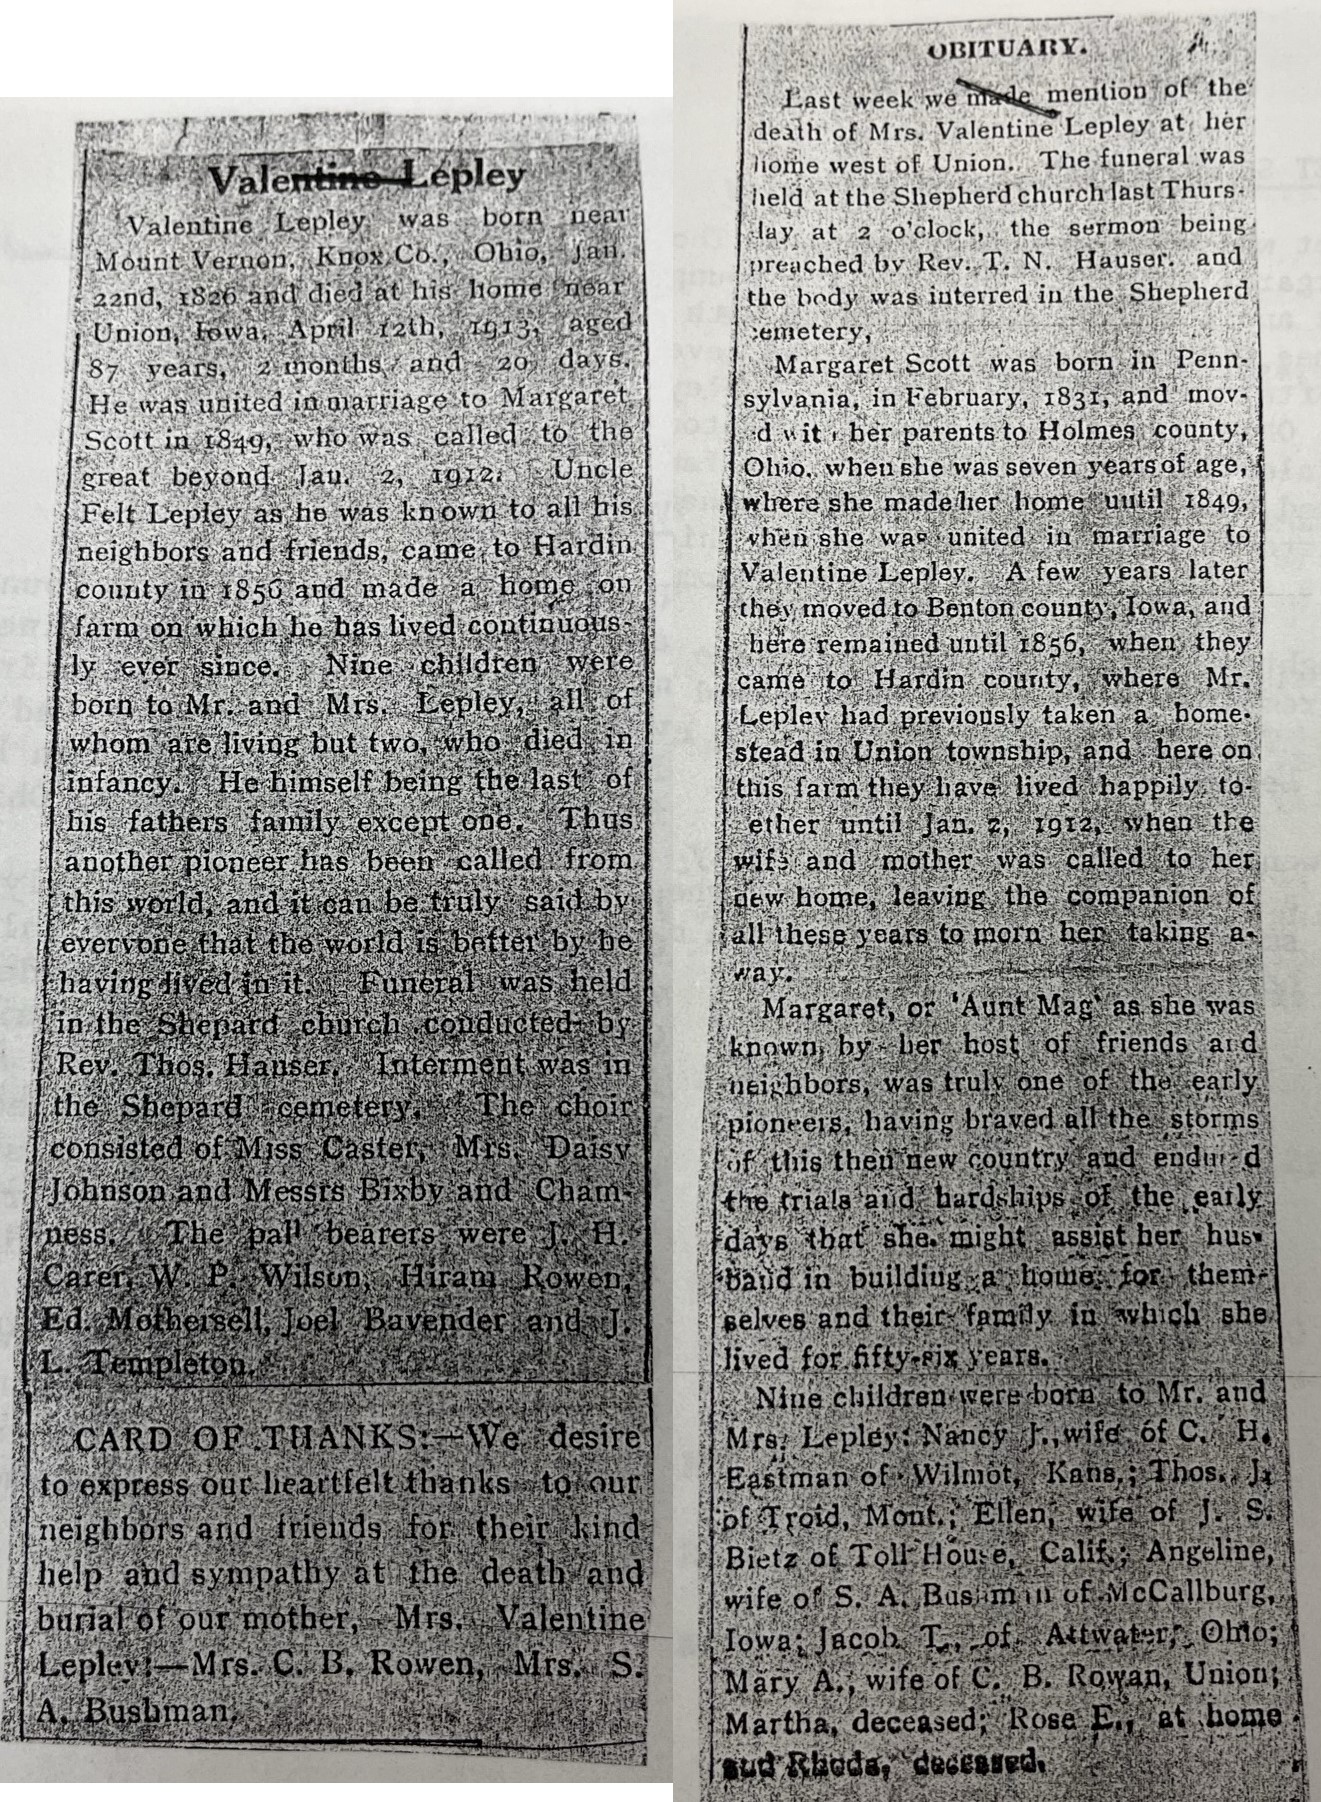 Valentine Lepley
Valentine Lepley was born near
Mount Vernon, Knox Co., Ohio, Jan.
22nd, 1826 and died at his home near
Union, Iowa, April 12th, 1913, aged
87 years, 2 months, and 20 days.
He was united in marriage to Margaret
Scott in 1849, who was called to the
great beyond Jan. 2, 1912. Uncle
Felt Lepley as he was known to all his
neighbors and friends, came to Hardin
county in 1856 and made a home on
farm on which he has lived continuous-
ly ever since. Nine children were
born to Mr. and Mrs. Lepley, all of
whom are living but two, who died in
infancy. He himself being the last of
his fathers family except one. Thus
another pioneer has been called from
this world, and it can be truly said by
everyone that the world is better by he
having lived in it. Funeral was held
in the Shepard church conducted by
Rev. Thos. Hauser. Interment was in
the Shepard cemetery. The choir
consisted of Miss Caster, Mrs. Daisy
Johnson and Messrs Bixby and Cham-
ness. The pall bearers were J. H.
Carer, W. P. Wilson, Hiram Rowen,
Ed. Mothersell, Joel Bavender and J.
L. Templeton.
CARD OF THANKS:—We desire
to express our heartfelt thanks to our
neighbors and friends for their kind
help and sympathy at the death and
burial of our mother, Mrs. Valentine
Lepley:—Mrs. C. B. Rowen, Mrs. S.
A. Bushman.
OBITUARY.
Last week we made mention of the
death of Mrs. Valentine Lepley at her
home west of Union. The funeral was
held at the Shepherd church last Thurs-
day at 2 o'clock, the sermon being
preached by Rev. T. N. Hauser. and
the body was interred in the Shepherd
cemetery,
Margaret Scott was born in Penn-
sylvania, in February, 1831, and mov-
ed with her parents to Holmes county,
Ohio, when she was seven years of age,
where she made her home until 1849,
when she was united in marriage to
Valentine Lepley. A few years later
they moved to Benton county, Iowa, and
here remained until 1856, when they
came to Hardin county, where Mr.
Lepley had previously taken a home-
stead in Union township, and here on
this farm they have lived happily to-
gether until Jan. 2, 1912, when the
wife and mother was called to her
new home, leaving the companion of
all these years to morn her taking a-
way.
Margaret, or 'Aunt Mag' as she was
known by her host of friends and
neighbors, was truly one of the early
pioneers, having braved all the storms
of this then new country and endured
the trials and hardships of the early
days that she might assist her hus-
band in building a home for them-
selves and their family in which she
lived for fifty-six years.
Nine children were born to Mr. and
Mrs. Lepley: Nancy J., wife of C. H.
Eastman of Wilmot, Kans.; Thos. J.
of Troid, Mont.; Ellen, wife of J. S.
Bietz of Toll House, Calif.; Angeline,
wife of S. A. Bushman of McCallburg,
Iowa; Jacob T., of Attwater, Ohio;
Mary A., wife of C. B. Rowan, Union;
Martha, deceased; Rose E., at home
and Rhoda, deceased.